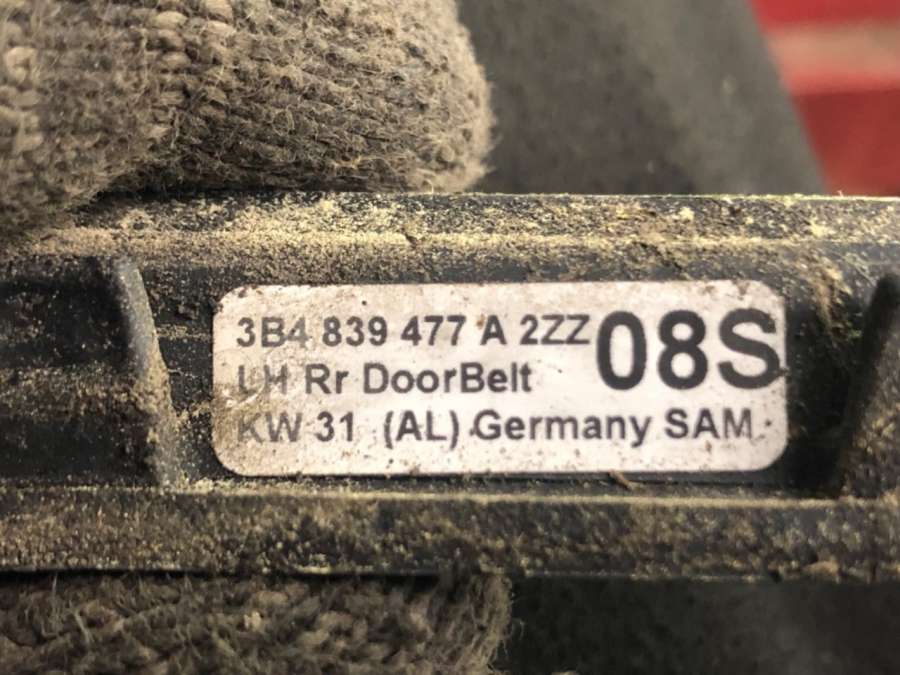 3B4 839 477 A 2ZZ 08S
LH Rr DoorBelt
KW 31 (AL) Germany SAM